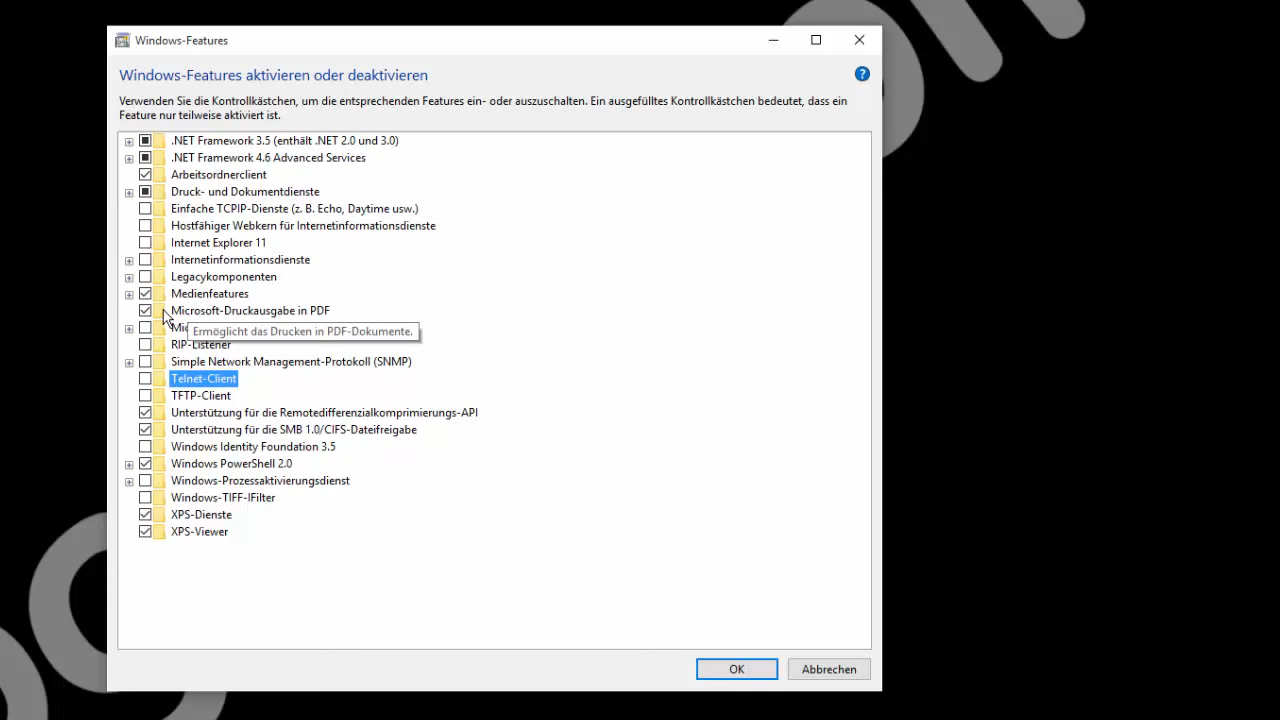 Windows-Features
Windows-Features aktivieren oder deaktivieren
?
Verwenden Sie die Kontrollkästchen, um die entsprechenden Features ein- oder auszuschalten. Ein ausgefülltes Kontrollkästchen bedeutet, dass ein
Feature nur teilweise aktiviert ist.
.NET Framework 3.5 (enthält .NET 2.0 und 3.0)
.NET Framework 4.6 Advanced Services
Arbeitsordnerclient
Druck- und Dokumentdienste
Einfache TCPIP-Dienste (z. B. Echo, Daytime usw.)
Hostfähiger Webkern für Internetinformationsdienste
Internet Explorer 11
Internetinformationsdienste
Legacykomponenten
Medienfeatures
Microsoft-Druckausgabe in PDF
Ermöglicht das Drucken in PDF-Dokumente.
RIP-Listener
Simple Network Management-Protokoll (SNMP)
Telnet-Client
TFTP-Client
Unterstützung für die Remotedifferenzialkomprimierungs-API
Unterstützung für die SMB 1.0/CIFS-Dateifreigabe
Windows Identity Foundation 3.5
Windows PowerShell 2.0
Windows-Prozessaktivierungsdienst
Windows-TIFF-IFilter
XPS-Dienste
XPS-Viewer
OK
Abbrechen